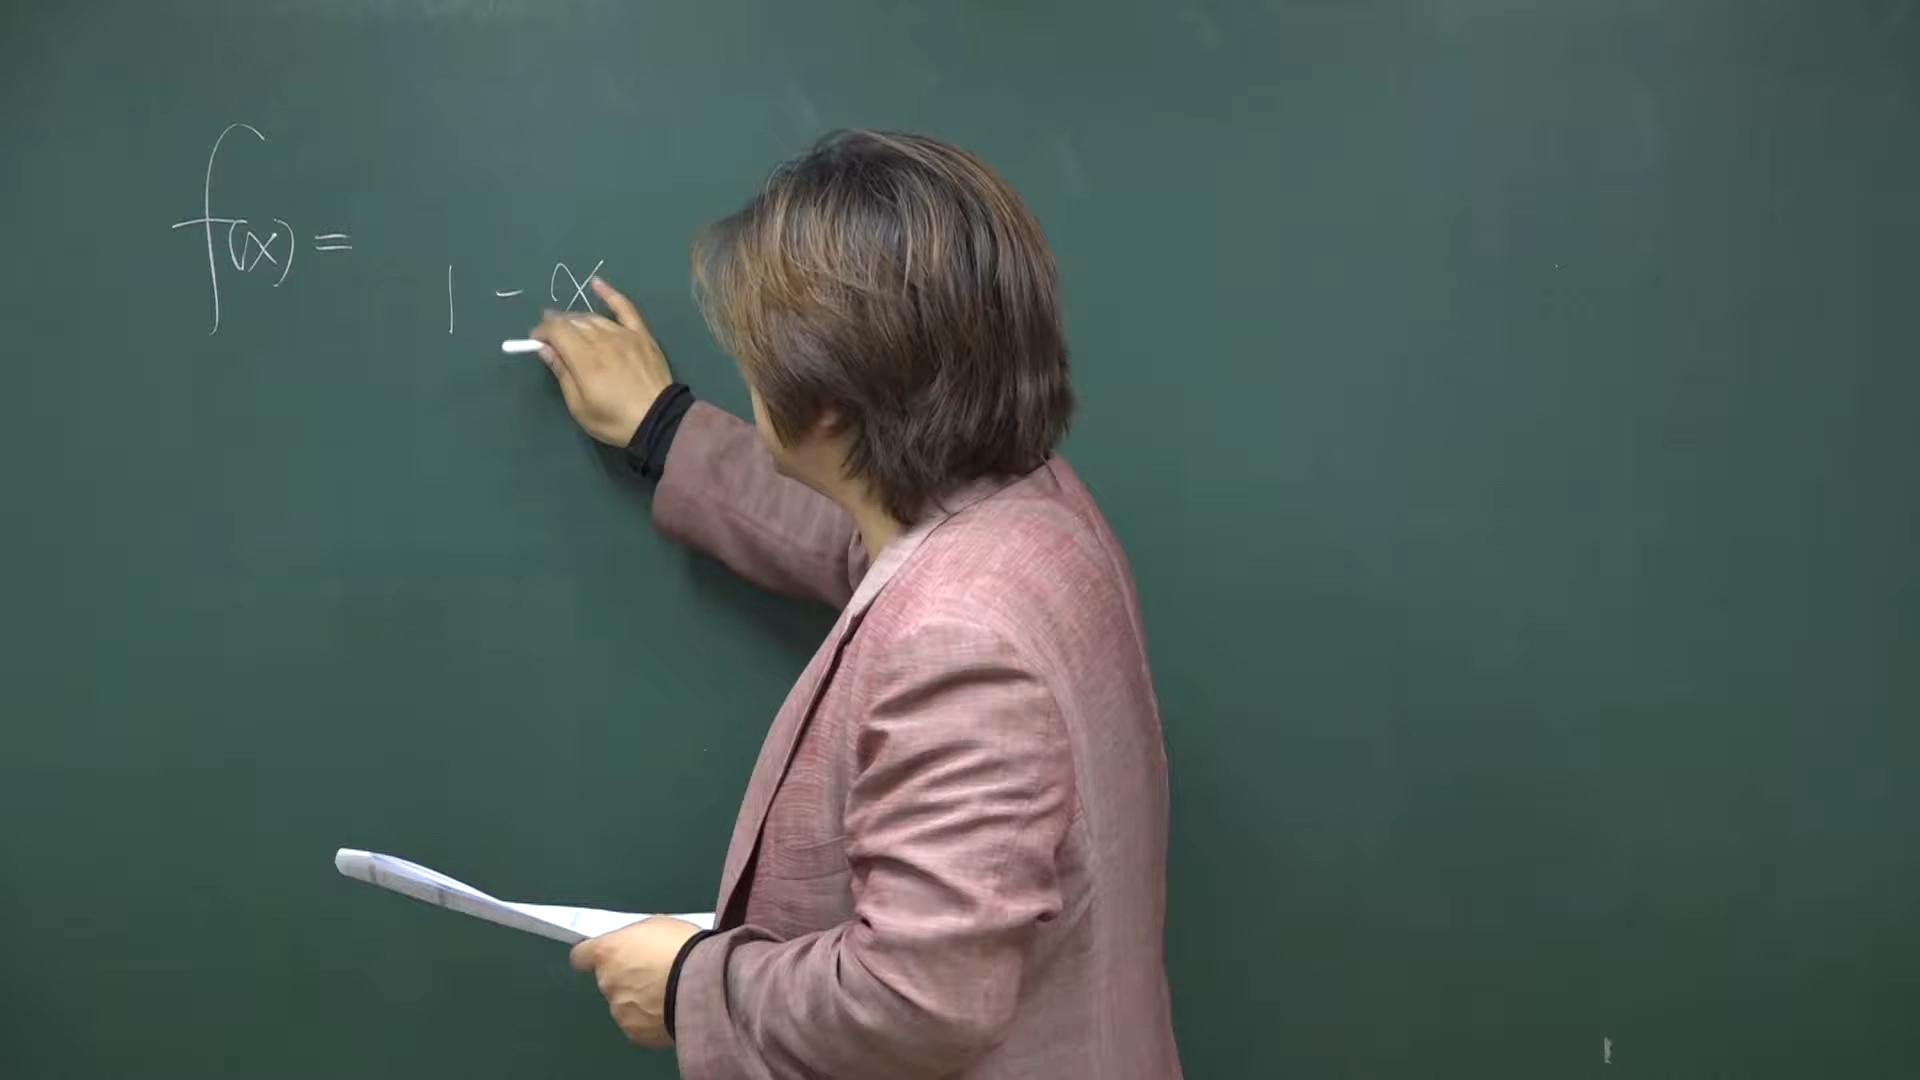 f(x) =
1 - x